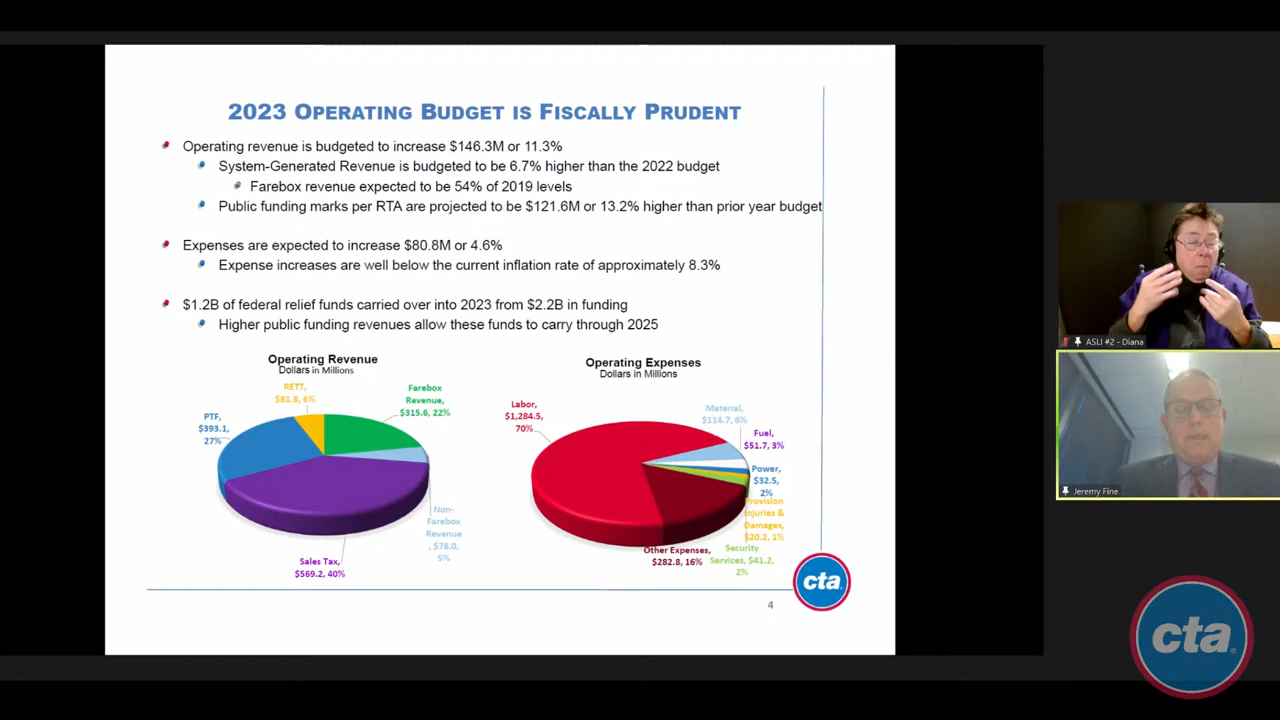 2023 OPERATING BUDGET IS FISCALLY PRUDENT
Operating revenue is budgeted to increase $146.3M or 11.3%
System-Generated Revenue is budgeted to be 6.7% higher than the 2022 budget
Farebox revenue expected to be 54% of 2019 levels
Public funding marks per RTA are projected to be $121.6M or 13.2% higher than prior year budget
Expenses are expected to increase $80.8M or 4.6%
Expense increases are well below the current inflation rate of approximately 8.3%
$1.2B of federal relief funds carried over into 2023 from $2.2B in funding
Higher public funding revenues allow these funds to carry through 2025
Operating Revenue
Dollars in Millions
RETT,
$81.8, 6%
Farebox
Revenue,
$315.6, 22%
PTF,
$393.1,
27%
Non-
Farebox
Revenue
, $78.0,
5%
Sales Tax,
$569.2, 40%
Operating Expenses
Dollars in Millions
Labor,
$1,284.5,
70%
Material,
$114.7, 6%
Fuel,
$51.7, 3%
Power,
$32.5,
2%
Provision
Injuries &
Damages,
$20.2, 1%
Security
Services, $41.2,
2%
Other Expenses,
$282.8, 16%
cta
4
ASLI #2 - Diana
Jeremy Fine
cta